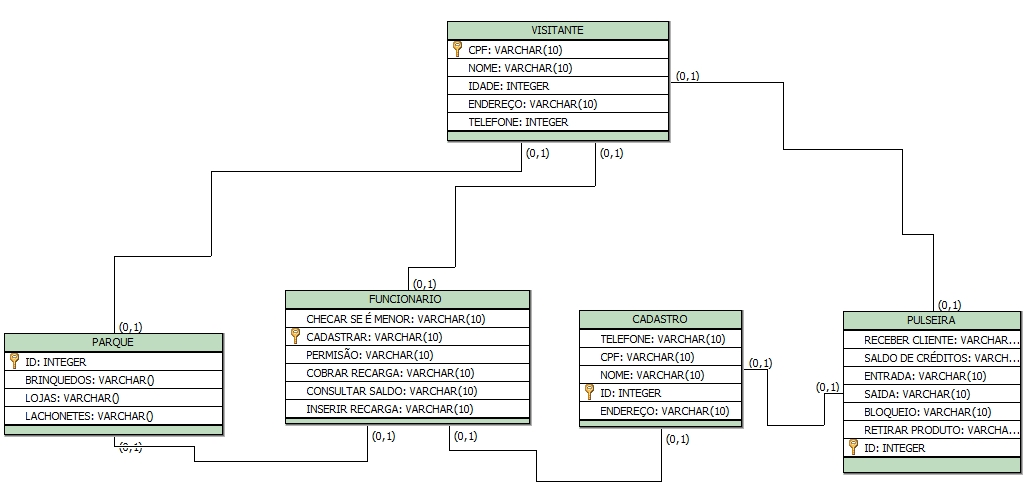 VISITANTE
CPF: VARCHAR(10)
NOME: VARCHAR(10)
IDADE: INTEGER
ENDEREÇO: VARCHAR(10)
TELEFONE: INTEGER
(0,1)
(0,1)
(0,1)
(0,1)
PARQUE
ID: INTEGER
BRINQUEDOS: VARCHAR()
LOJAS: VARCHAR()
LACHONETES: VARCHAR()
(0,1)
(0,1)
FUNCIONARIO
CHECAR SE É MENOR: VARCHAR(10)
CADASTRAR: VARCHAR(10)
PERMISSÃO: VARCHAR(10)
COBRAR RECARGA: VARCHAR(10)
CONSULTAR SALDO: VARCHAR(10)
INSERIR RECARGA: VARCHAR(10)
(0,1)
(0,1)
CADASTRO
TELEFONE: VARCHAR(10)
CPF: VARCHAR(10)
NOME: VARCHAR(10)
ID: INTEGER
ENDEREÇO: VARCHAR(10)
(0,1)
(0,1)
(0,1)
(0,1)
PULSEIRA
RECEBER CLIENTE: VARCHAR...
SALDO DE CRÉDITOS: VARCH...
ENTRADA: VARCHAR(10)
SAIDA: VARCHAR(10)
BLOQUEIO: VARCHAR(10)
RETIRAR PRODUTO: VARCHA...
ID: INTEGER